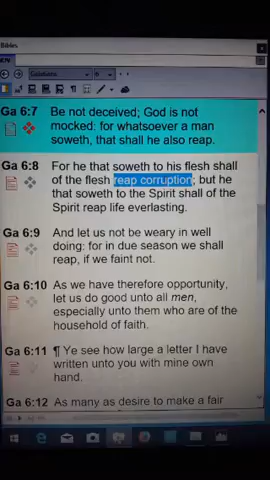 Bibles
Galatians 6
Ga 6:7 Be not deceived; God is not
mocked: for whatsoever a man
soweth, that shall he also reap.
Ga 6:8 For he that soweth to his flesh shall
of the flesh reap corruption; but he
that soweth to the Spirit shall of the
Spirit reap life everlasting.
Ga 6:9 And let us not be weary in well
doing: for in due season we shall
reap, if we faint not.
Ga 6:10 As we have therefore opportunity,
let us do good unto all men,
especially unto them who are of the
household of faith.
Ga 6:11 ¶ Ye see how large a letter I have
written unto you with mine own
hand.
Ga 6:12 As many as desire to make a fair